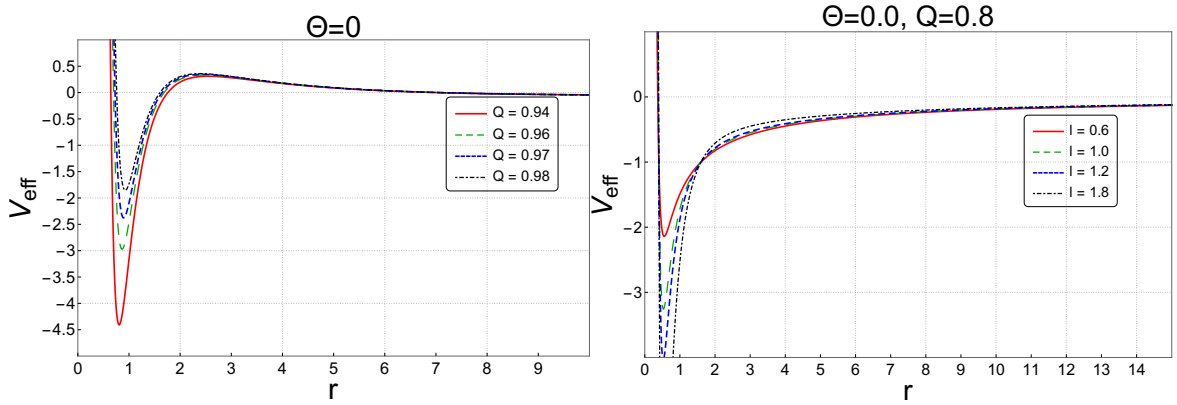 Θ=0
0.5
0
−0.5
−1
−1.5
−2
−2.5
−3
−3.5
−4
−4.5
V_eff
Q = 0.94
Q = 0.96
Q = 0.97
Q = 0.98
0 1 2 3 4 5 6 7 8 9
r
Θ=0.0, Q=0.8
0
−1
−2
−3
V_eff
l = 0.6
l = 1.0
l = 1.2
l = 1.8
0 1 2 3 4 5 6 7 8 9 10 11 12 13 14
r